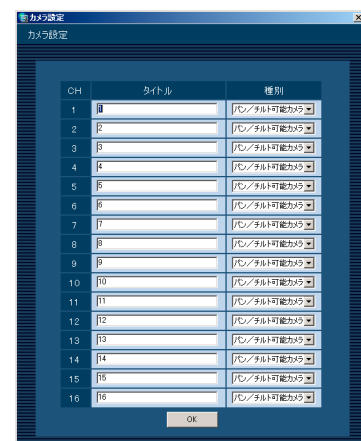 カメラ設定
カメラ設定
CH タイトル 種別
1 1 パン/チルト可能カメラ
2 2 パン/チルト可能カメラ
3 3 パン/チルト可能カメラ
4 4 パン/チルト可能カメラ
5 5 パン/チルト可能カメラ
6 6 パン/チルト可能カメラ
7 7 パン/チルト可能カメラ
8 8 パン/チルト可能カメラ
9 9 パン/チルト可能カメラ
10 10 パン/チルト可能カメラ
11 11 パン/チルト可能カメラ
12 12 パン/チルト可能カメラ
13 13 パン/チルト可能カメラ
14 14 パン/チルト可能カメラ
15 15 パン/チルト可能カメラ
16 16 パン/チルト可能カメラ
OK